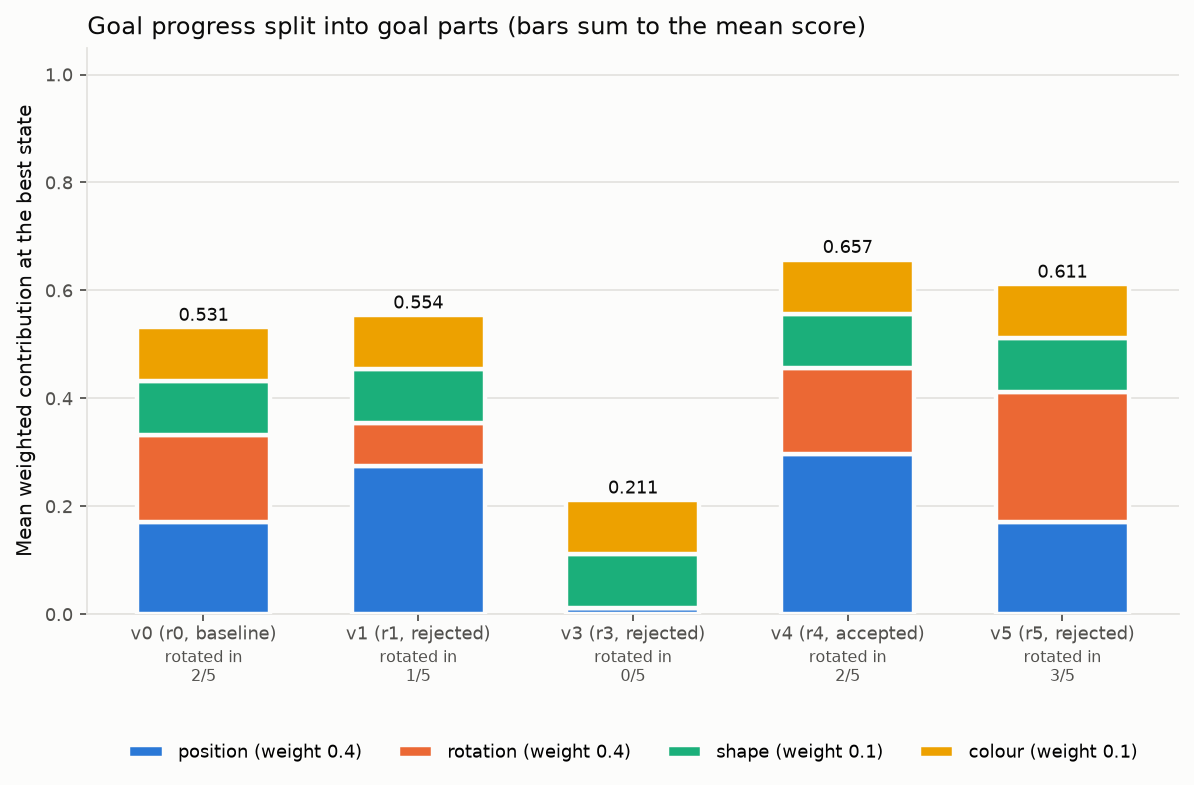 Goal progress split into goal parts (bars sum to the mean score)
Mean weighted contribution at the best state
1.0
0.8
0.6
0.4
0.2
0.0
0.531
0.554
0.211
0.657
0.611
v0 (r0, baseline)
rotated in
2/5
v1 (r1, rejected)
rotated in
1/5
v3 (r3, rejected)
rotated in
0/5
v4 (r4, accepted)
rotated in
2/5
v5 (r5, rejected)
rotated in
3/5
position (weight 0.4)
rotation (weight 0.4)
shape (weight 0.1)
colour (weight 0.1)